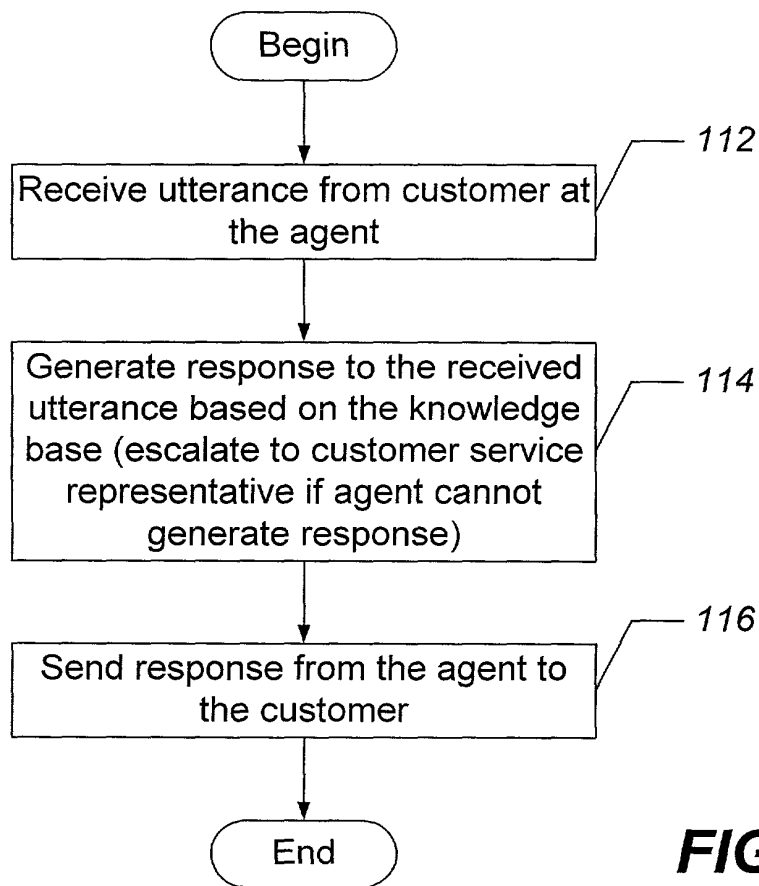 Begin
112
Receive utterance from customer at
the agent
Generate response to the received
utterance based on the knowledge
base (escalate to customer service
representative if agent cannot
generate response)
114
116
Send response from the agent to
the customer
End
FIG